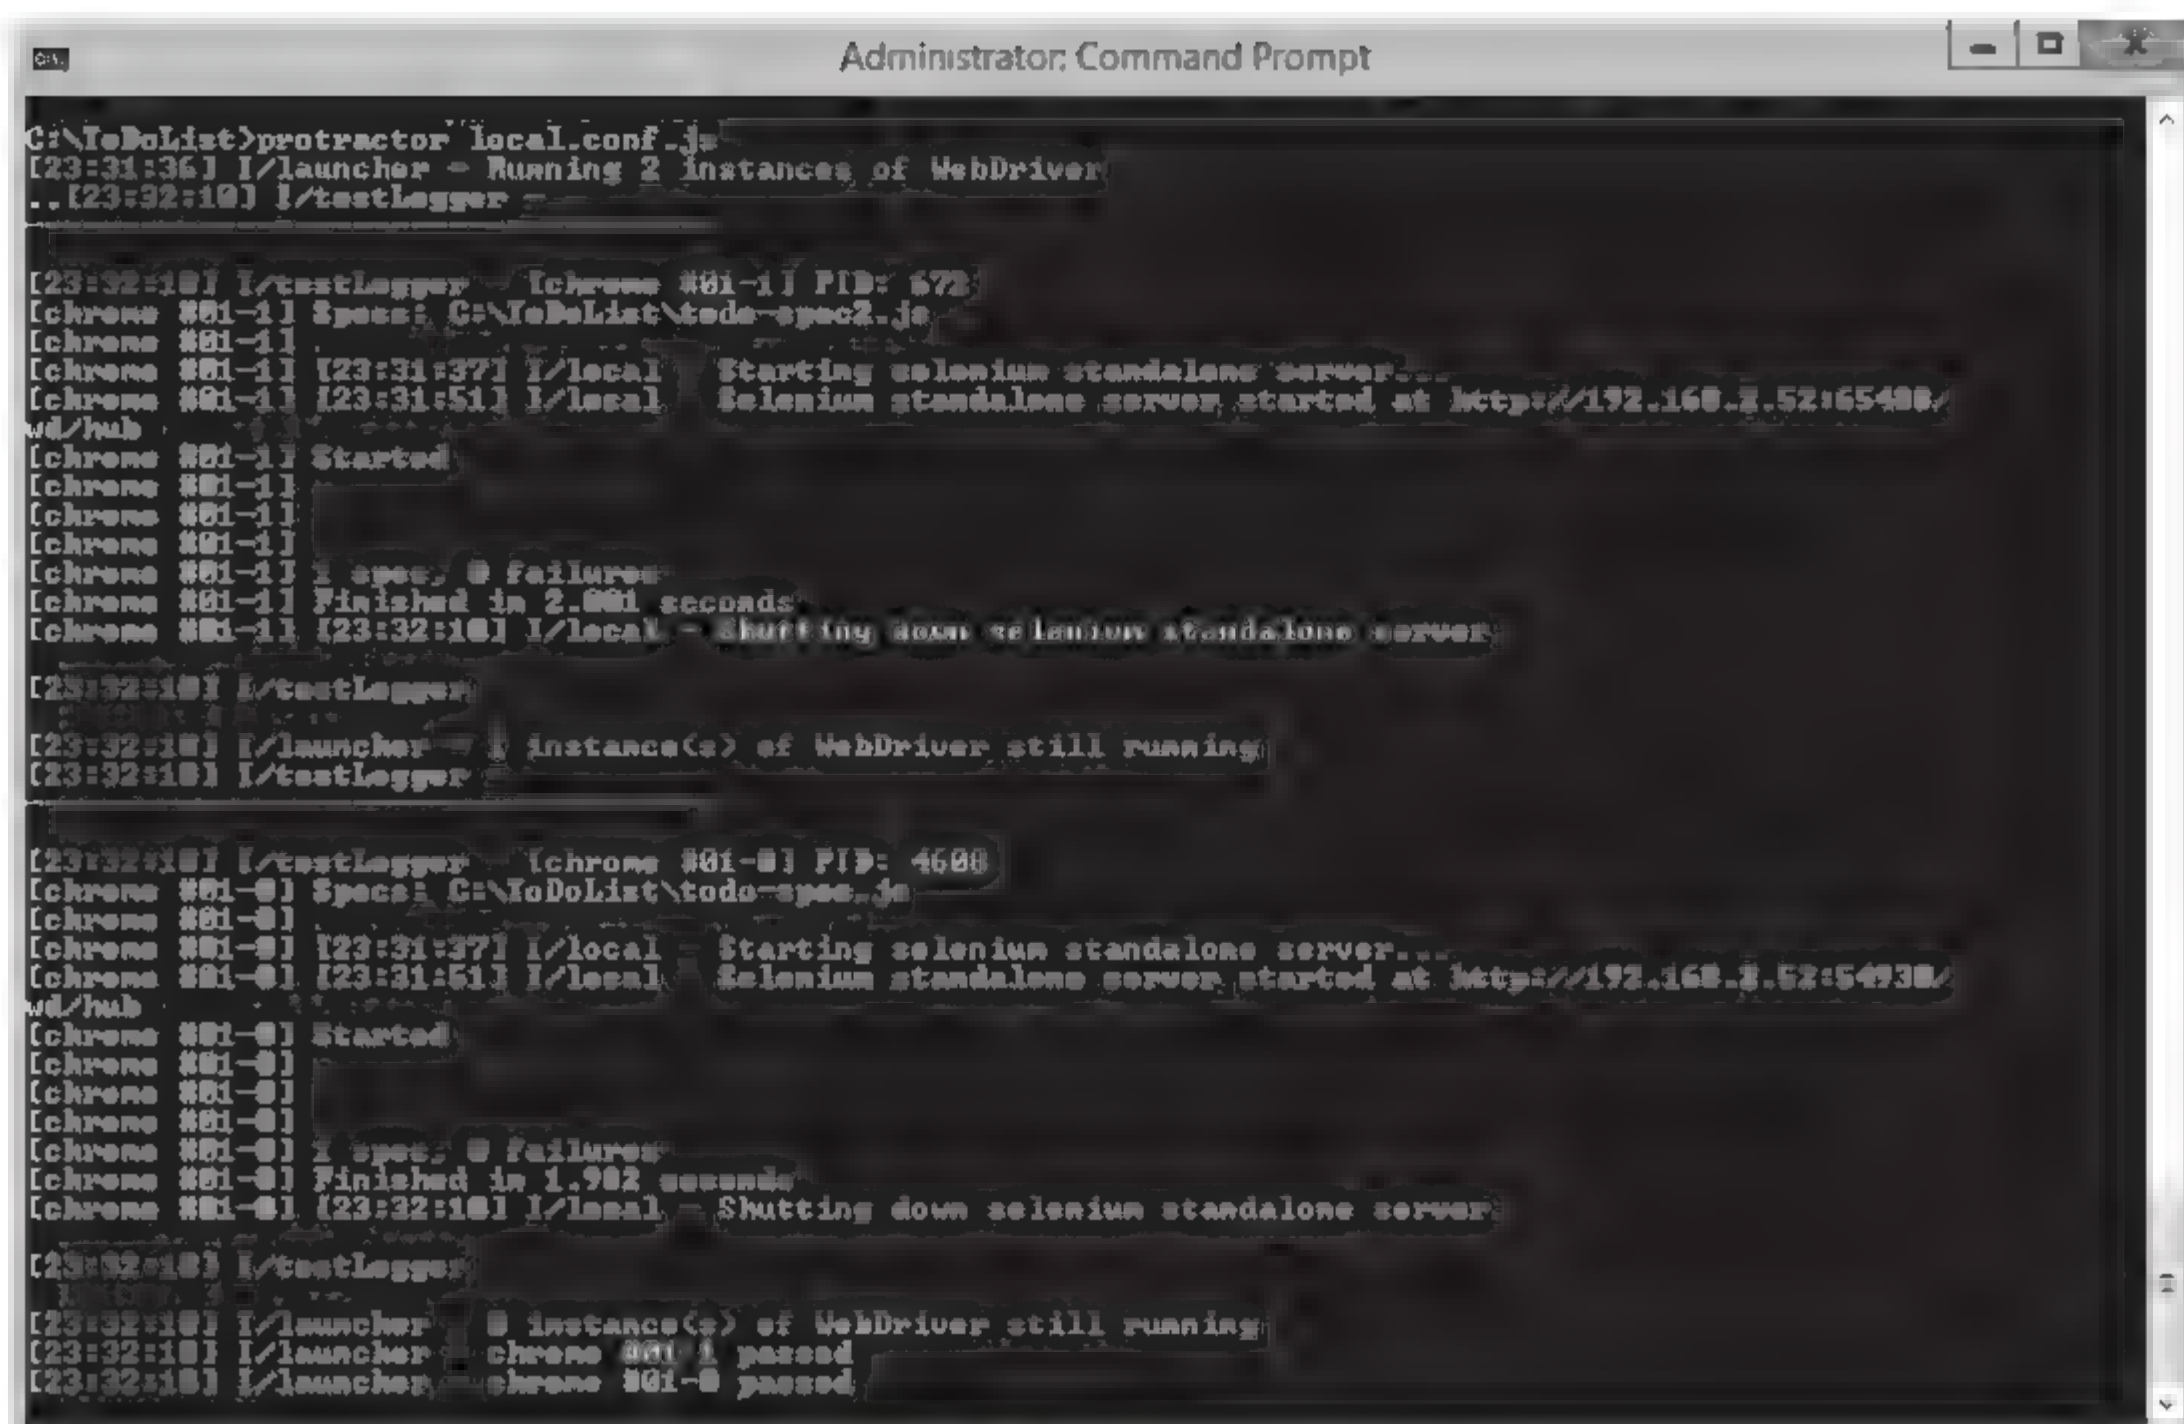 Administrator: Command Prompt
C:\ToDoList>protractor local.conf.js
[23:31:36] I/launcher - Running 2 instances of WebDriver
..[23:32:10] I/testLogger -
[23:32:10] I/testLogger - [chrome #01-1] PID: 672
[chrome #01-1] Specs: C:\ToDoList\todo-spec2.js
[chrome #01-1]
[chrome #01-1] [23:31:37] I/local - Starting selenium standalone server...
[chrome #01-1] [23:31:51] I/local - Selenium standalone server started at
wd/hub
[chrome #01-1] Started
[chrome #01-1]
[chrome #01-1]
[chrome #01-1]
[chrome #01-1] 1 spec, 0 failures
[chrome #01-1] Finished in 2.001 seconds
[chrome #01-1] [23:32:10] I/local - Shutting down selenium standalone server.
[23:32:10] I/testLogger
[23:32:10] I/launcher - 1 instance(s) of WebDriver still running
[23:32:10] I/testLogger -
[23:32:10] I/testLogger - [chrome #01-0] PID: 4608
[chrome #01-0] Specs: C:\ToDoList\todo-spec.js
[chrome #01-0]
[chrome #01-0] [23:31:37] I/local - Starting selenium standalone server...
[chrome #01-0] [23:31:51] I/local - Selenium standalone server started at
wd/hub
[chrome #01-0] Started
[chrome #01-0]
[chrome #01-0]
[chrome #01-0]
[chrome #01-0] 1 spec, 0 failures
[chrome #01-0] Finished in 1.902 seconds
[chrome #01-0] [23:32:10] I/local - Shutting down selenium standalone server.
[23:32:10] I/testLogger
[23:32:10] I/launcher - 0 instance(s) of WebDriver still running
[23:32:10] I/launcher - chrome #01-1 passed
[23:32:10] I/launcher - chrome #01-0 passed